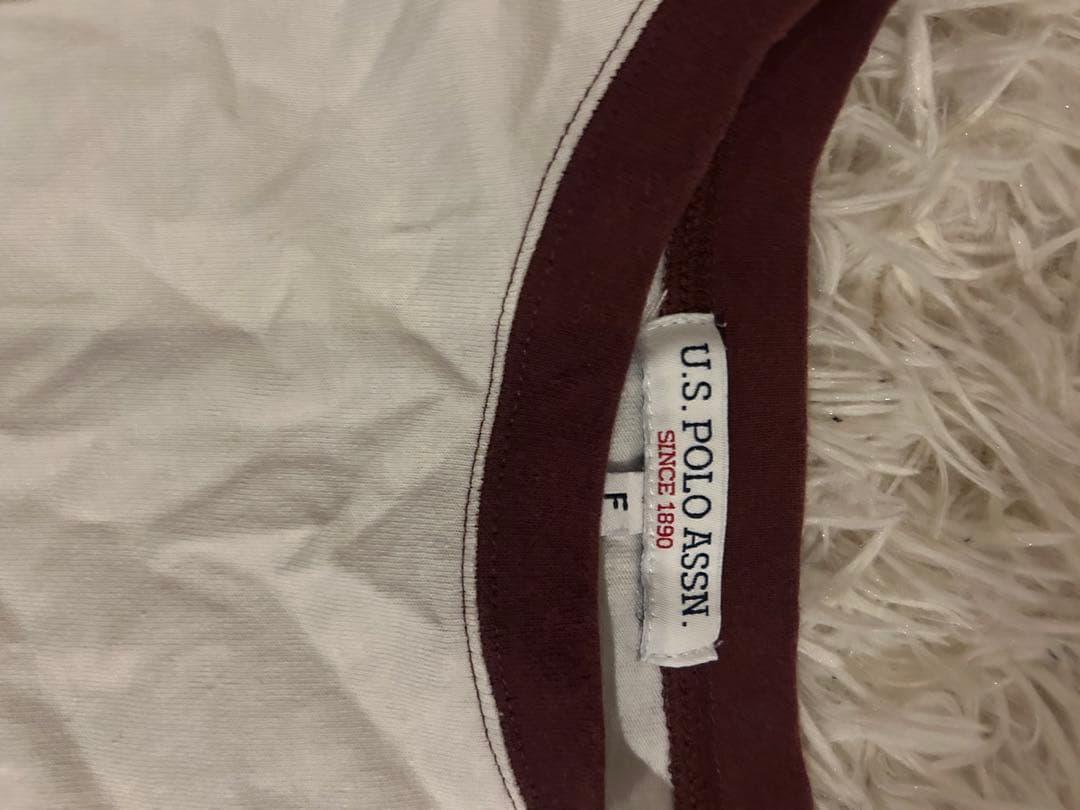 U.S. POLO ASSN.
SINCE 1890
F